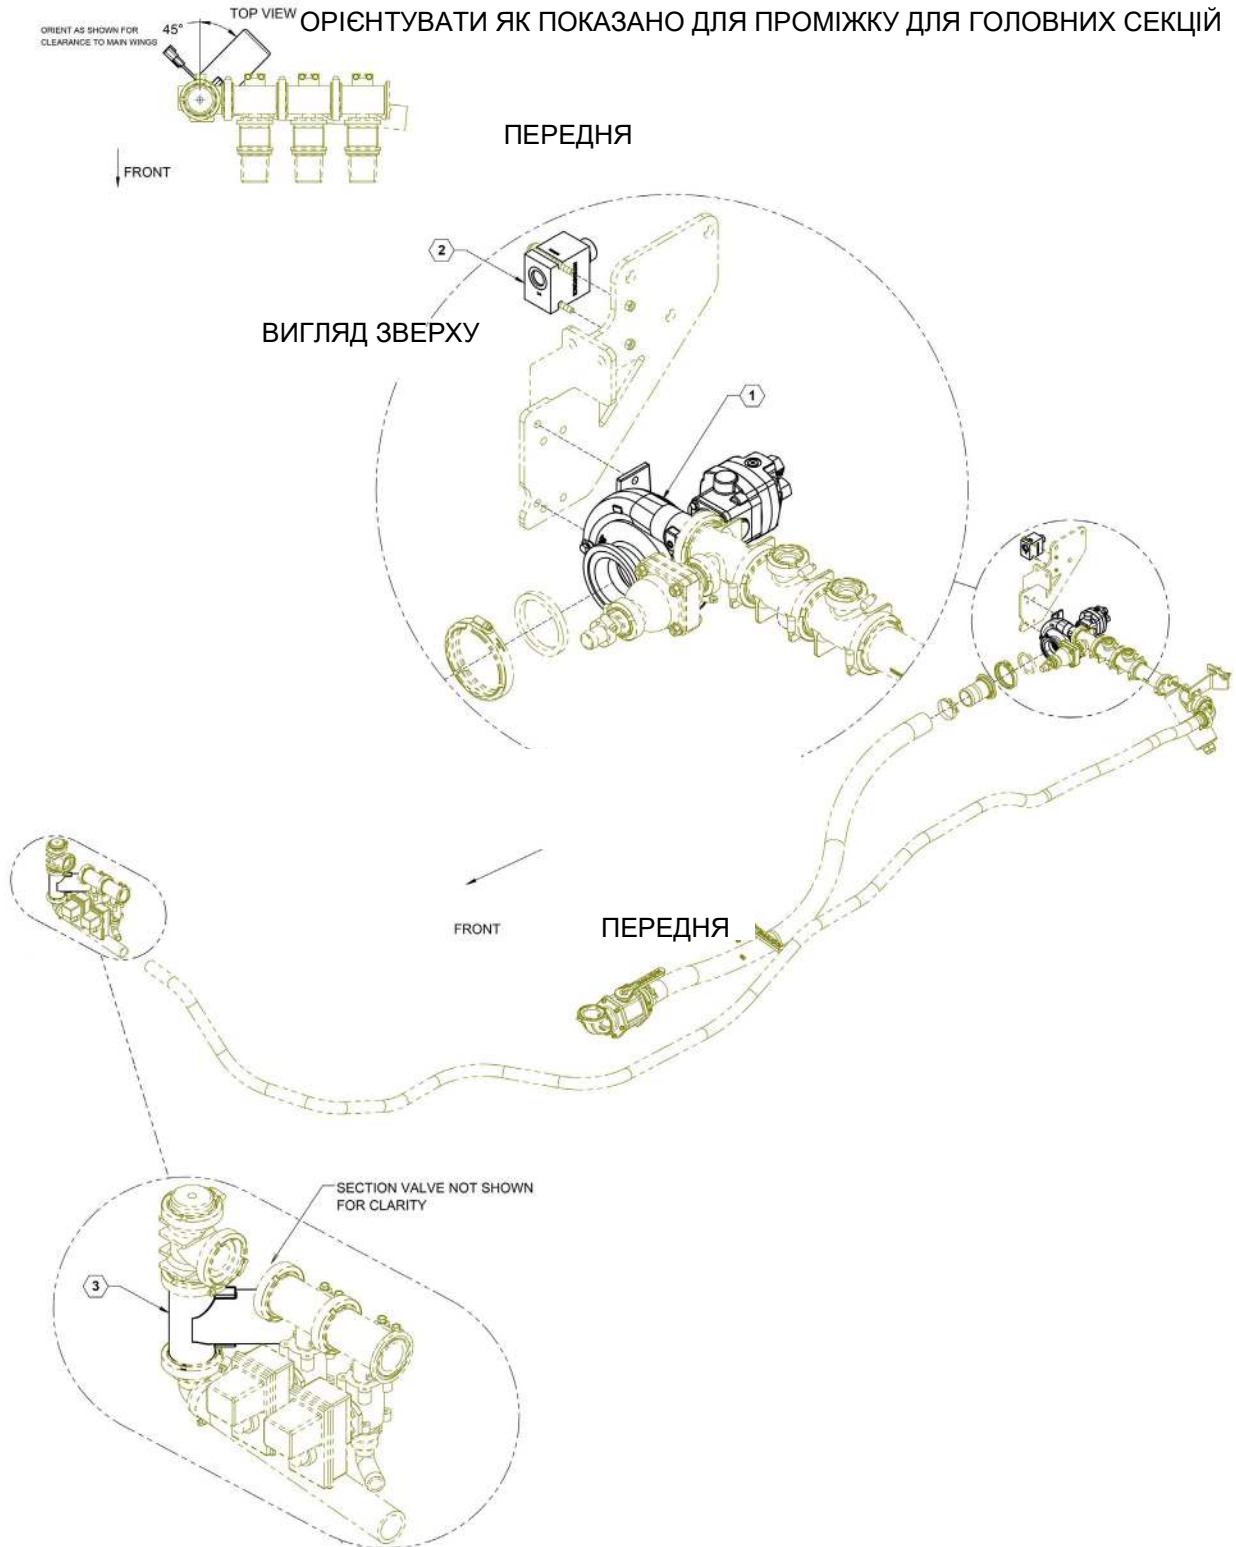 TOP VIEW
ОРІЄНТУВАТИ ЯК ПОКАЗАНО ДЛЯ ПРОМІЖКУ ДЛЯ ГОЛОВНИХ СЕКЦІЙ
ORIENT AS SHOWN FOR
CLEARANCE TO MAIN WINGS
45°
ПЕРЕДНЯ
FRONT
2
ВИГЛЯД ЗВЕРХУ
1
FRONT
ПЕРЕДНЯ
SECTION VALVE NOT SHOWN
FOR CLARITY
3